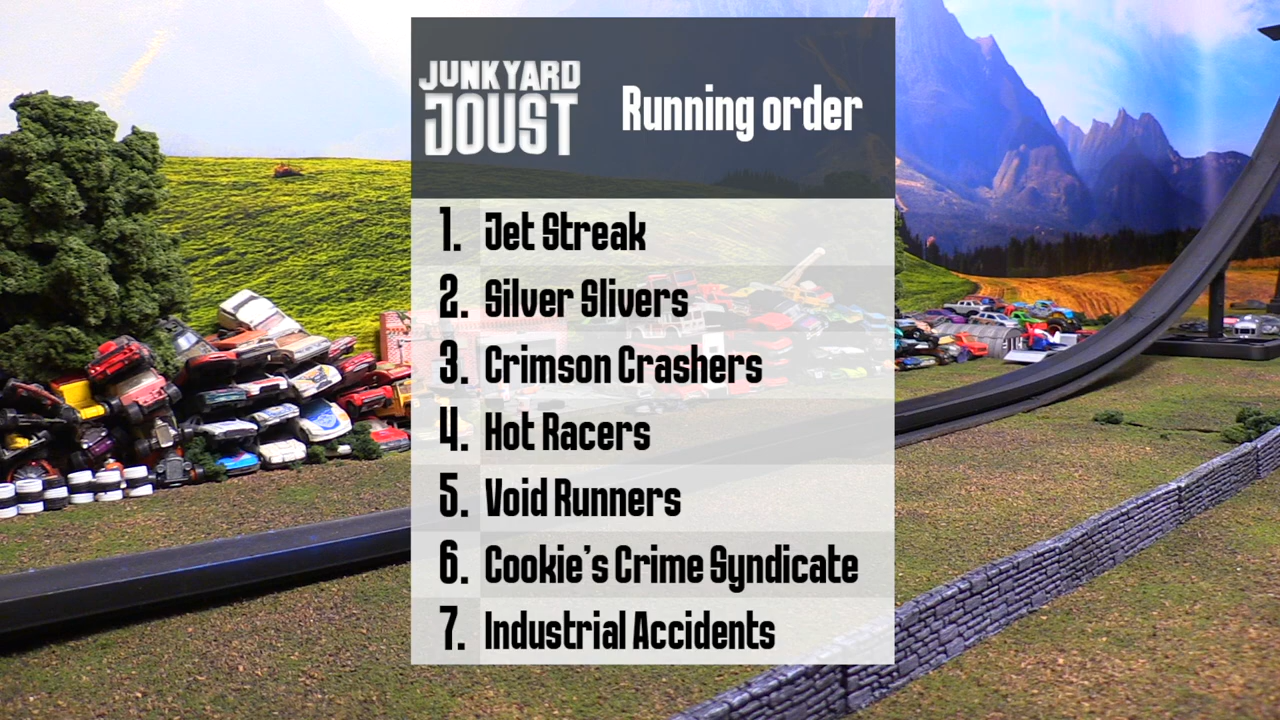 JUNKYARD
JOUST
Running order
1. Jet Streak
2. Silver Slivers
3. Crimson Crashers
4. Hot Racers
5. Void Runners
6. Cookie's Crime Syndicate
7. Industrial Accidents